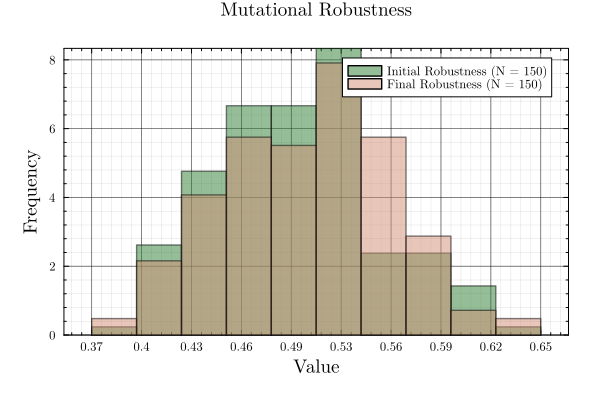 Mutational Robustness
Initial Robustness (N = 150)
Final Robustness (N = 150)
Frequency
8
6
4
2
0
0.37 0.4 0.43 0.46 0.49 0.53 0.56 0.59 0.62 0.65
Value